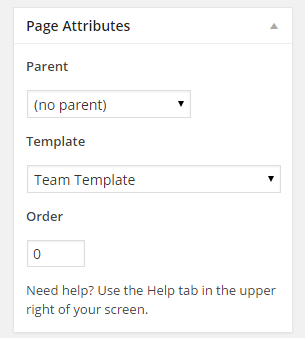 Page Attributes
Parent
(no parent)
Template
Team Template
Order
0
Need help? Use the Help tab in the upper
right of your screen.